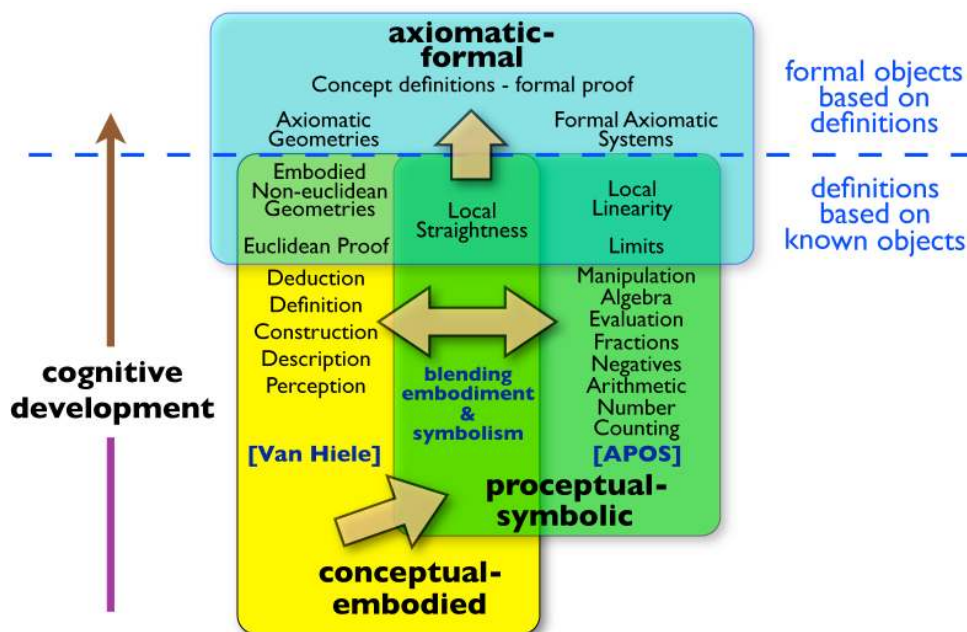 axiomatic-
formal
Concept definitions - formal proof
Axiomatic
Geometries
Formal Axiomatic
Systems
formal objects
based on
definitions
Embodied
Non-euclidean
Geometries
Euclidean Proof
Local
Straightness
Local
Linearity
Limits
definitions
based on
known objects
Deduction
Definition
Construction
Description
Perception
Manipulation
Algebra
Evaluation
Fractions
Negatives
Arithmetic
Number
Counting
blending
embodiment
&
symbolism
cognitive
development
[Van Hiele]
[APOS]
proceptual-
symbolic
conceptual-
embodied